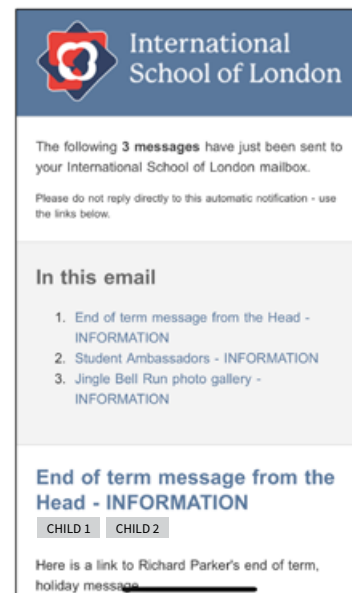 International
School of London
The following 3 messages have just been sent to
your International School of London mailbox.
Please do not reply directly to this automatic notification - use
the links below.
In this email
1. End of term message from the Head -
INFORMATION
2. Student Ambassadors - INFORMATION
3. Jingle Bell Run photo gallery -
INFORMATION
End of term message from the
Head - INFORMATION
CHILD 1 CHILD 2
Here is a link to Richard Parker's end of term,
holiday message